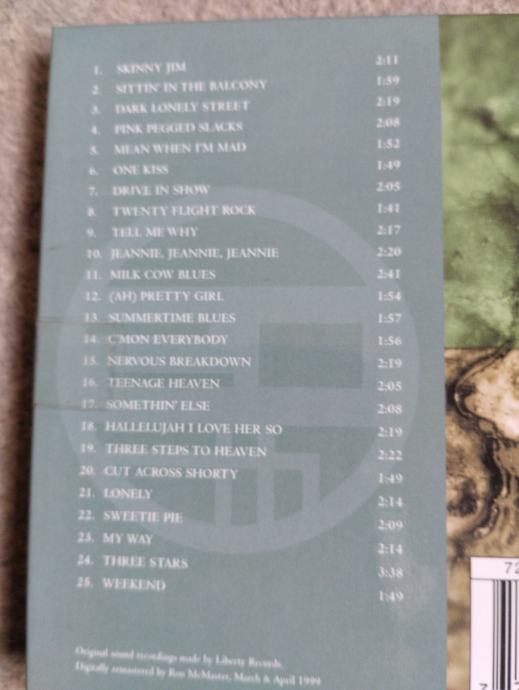 1. SKINNY JIM 2:11
2. SITTIN' IN THE BALCONY 1:59
3. DARK LONELY STREET 2:19
4. PINK PEGGED SLACKS 2:08
5. MEAN WHEN I'M MAD 1:52
6. ONE KISS 1:49
7. DRIVE IN SHOW 2:05
8. TWENTY FLIGHT ROCK 1:41
9. TELL ME WHY 2:17
10. JEANNIE, JEANNIE, JEANNIE 2:20
11. MILK COW BLUES 2:41
12. (AH) PRETTY GIRL 1:54
13. SUMMERTIME BLUES 1:57
14. C'MON EVERYBODY 1:56
15. NERVOUS BREAKDOWN 2:19
16. TEENAGE HEAVEN 2:05
17. SOMETHIN' ELSE 2:08
18. HALLELUJAH I LOVE HER SO 2:19
19. THREE STEPS TO HEAVEN 2:22
20. CUT ACROSS SHORTY 1:49
21. LONELY 2:14
22. SWEETIE PIE 2:09
23. MY WAY 2:14
24. THREE STARS 3:38
25. WEEKEND 1:49
Original sound recordings made by Liberty Records.
Digitally remastered by Ron McMaster, March & April 1999
72
7